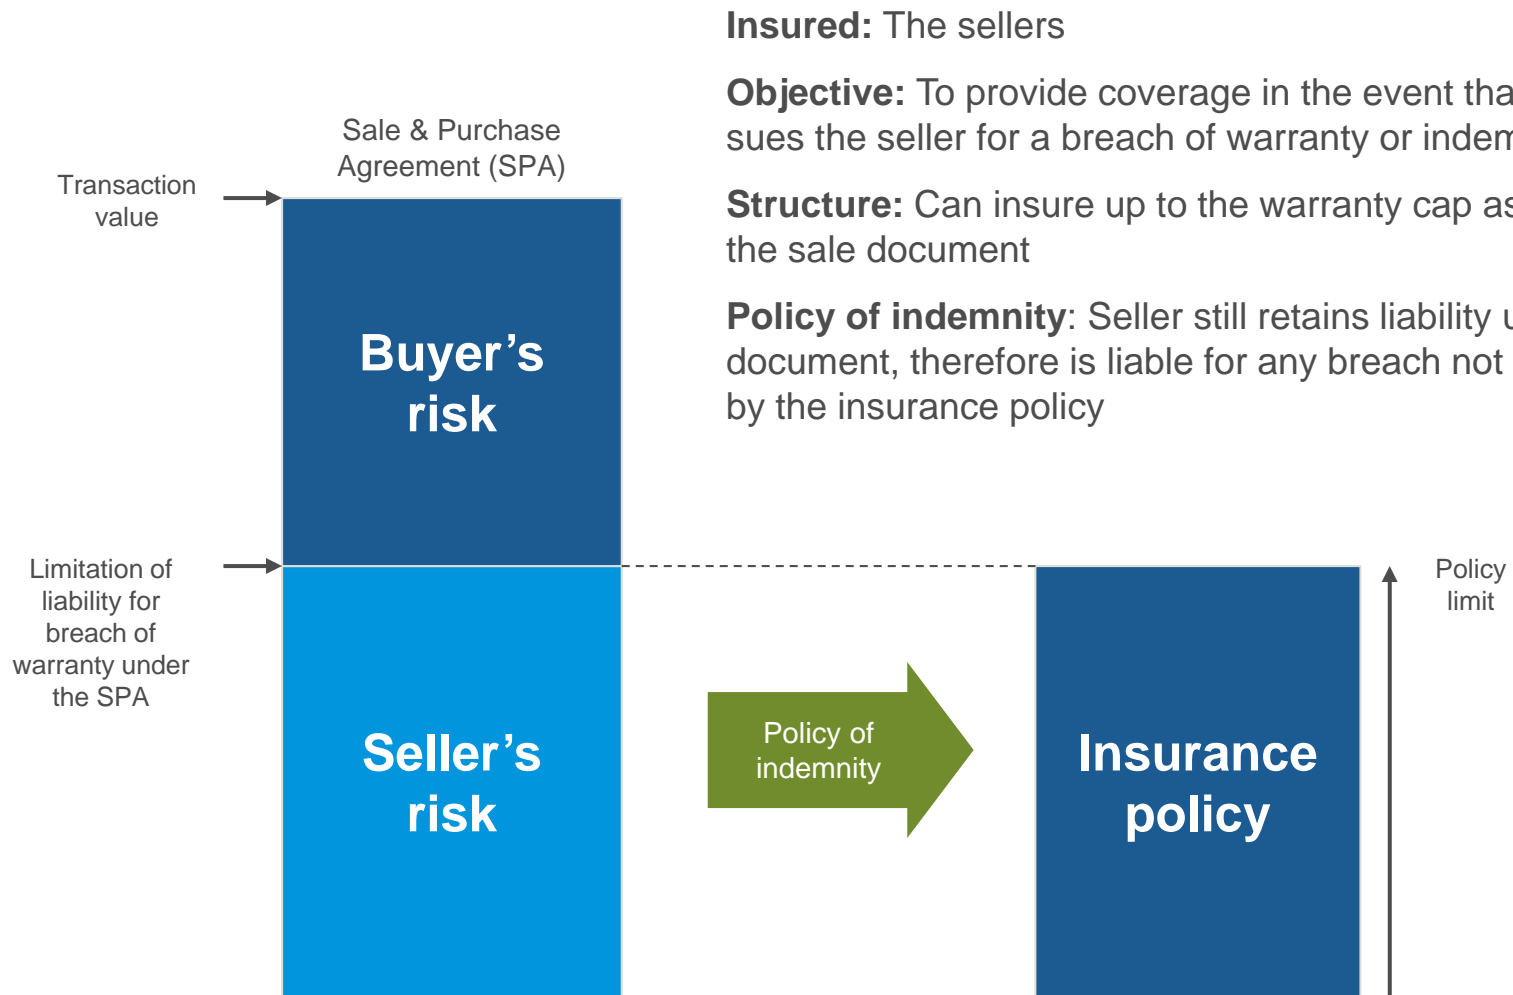 Insured: The sellers
Objective: To provide coverage in the event
sues the seller for a breach of warranty or
Structure: Can insure up to the warranty cap
the sale document
Policy of indemnity: Seller still retains liability
document, therefore is liable for any breach not
by the insurance policy
Sale & Purchase
Agreement (SPA)
Transaction
value
Buyer's
risk
Limitation of
liability for
breach of
warranty under
the SPA
Policy
limit
Seller's
risk
Policy of
indemnity
Insurance
policy